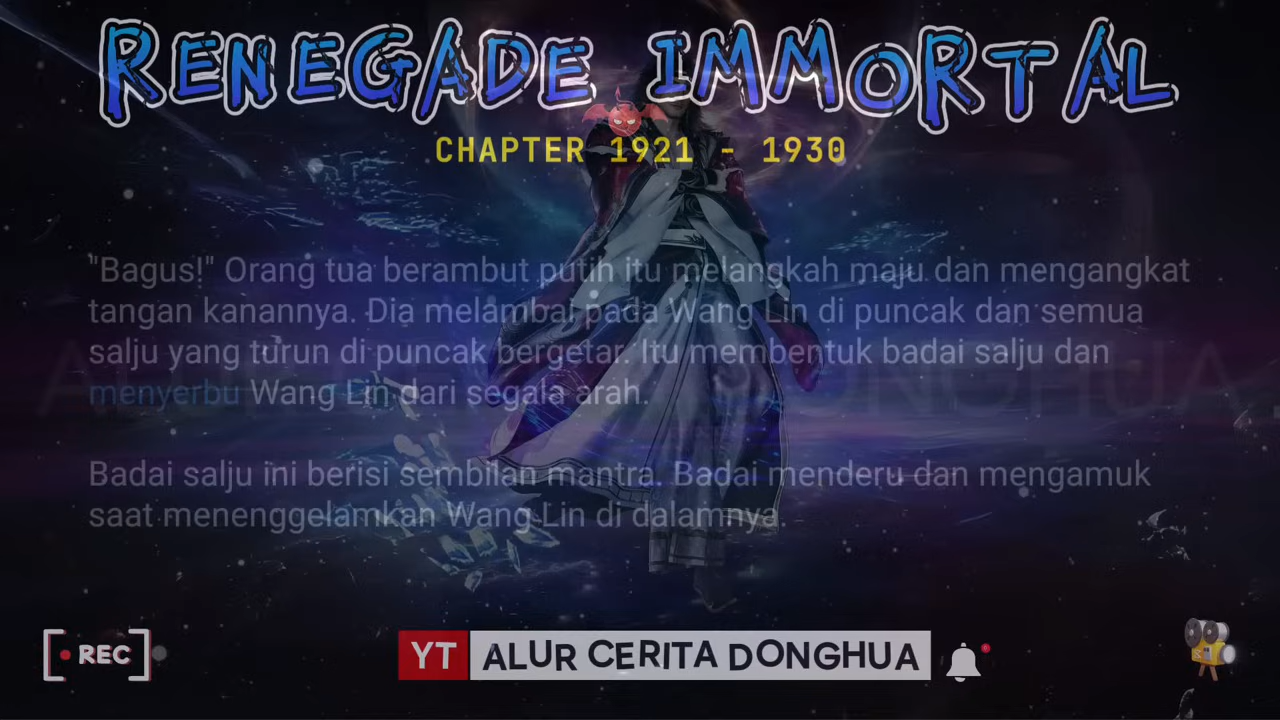 RENEGADE IMMORTAL
CHAPTER 1921 - 1930
"Bagus!" Orang tua berambut putih itu melangkah maju dan mengangkat
tangan kanannya. Dia melambai pada Wang Lin di puncak dan semua
salju yang turun di puncak bergetar. Itu membentuk badai salju dan
menyerbu Wang Lin dari segala arah.
Badai salju ini berisi sembilan mantra. Badai menderu dan mengamuk
saat menenggelamkan Wang Lin di dalamnya.
REC
YT ALUR CERITA DONGHUA